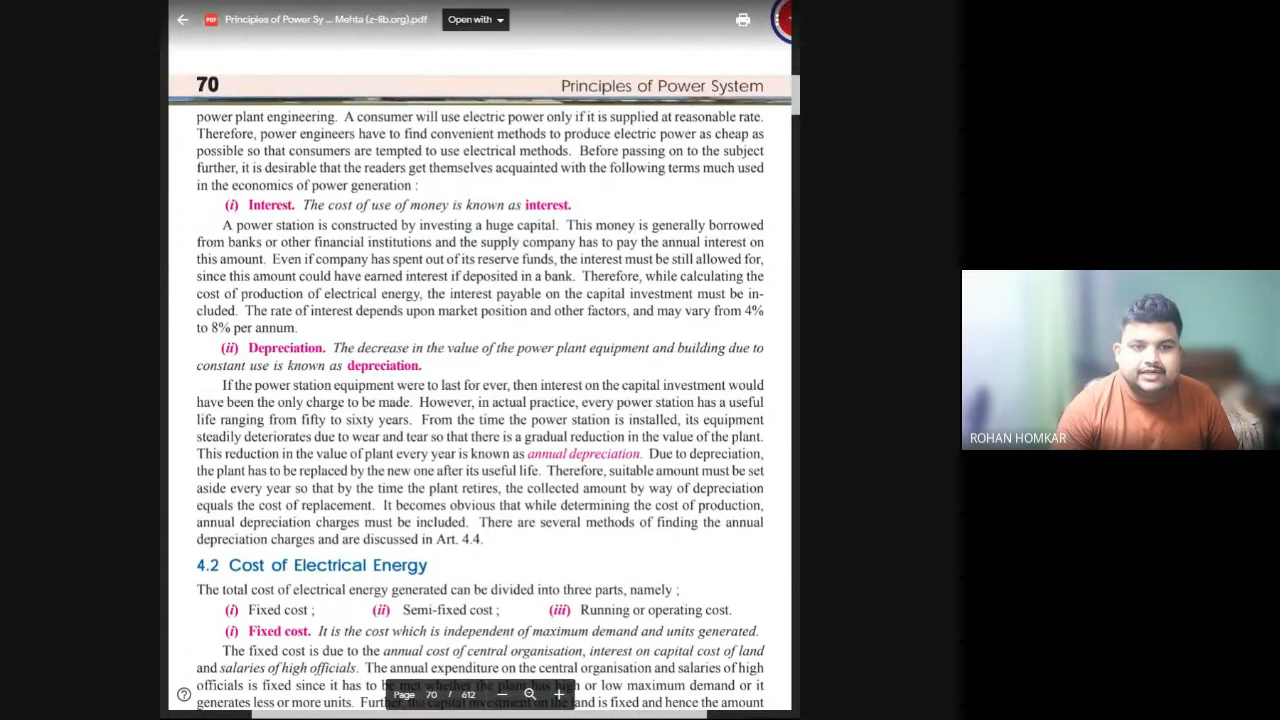 Principles of Power Sy ... Mehta (z-lib.org).pdf
Open with
PDF
70
Principles of Power System
power plant engineering. A consumer will use electric power only if it is supplied at reasonable rate.
Therefore, power engineers have to find convenient methods to produce electric power as cheap as
possible so that consumers are tempted to use electrical methods. Before passing on to the subject
further, it is desirable that the readers get themselves acquainted with the following terms much used
in the economics of power generation :
(i) Interest. The cost of use of money is known as interest.
A power station is constructed by investing a huge capital. This money is generally borrowed
from banks or other financial institutions and the supply company has to pay the annual interest on
this amount. Even if company has spent out of its reserve funds, the interest must be still allowed for,
since this amount could have earned interest if deposited in a bank. Therefore, while calculating the
cost of production of electrical energy, the interest payable on the capital investment must be in-
cluded. The rate of interest depends upon market position and other factors, and may vary from 4%
to 8% per annum.
(ii) Depreciation. The decrease in the value of the power plant equipment and building due to
constant use is known as depreciation.
If the power station equipment were to last for ever, then interest on the capital investment would
have been the only charge to be made. However, in actual practice, every power station has a useful
life ranging from fifty to sixty years. From the time the power station is installed, its equipment
steadily deteriorates due to wear and tear so that there is a gradual reduction in the value of the plant.
This reduction in the value of plant every year is known as annual depreciation. Due to depreciation,
the plant has to be replaced by the new one after its useful life. Therefore, suitable amount must be set
aside every year so that by the time the plant retires, the collected amount by way of depreciation
equals the cost of replacement. It becomes obvious that while determining the cost of production,
annual depreciation charges must be included. There are several methods of finding the annual
depreciation charges and are discussed in Art. 4.4.
4.2 Cost of Electrical Energy
The total cost of electrical energy generated can be divided into three parts, namely ;
(i) Fixed cost ; (ii) Semi-fixed cost ; (iii) Running or operating cost.
(i) Fixed cost. It is the cost which is independent of maximum demand and units generated.
The fixed cost is due to the annual cost of central organisation, interest on capital cost of land
and salaries of high officials. The annual expenditure on the central organisation and salaries of high
officials is fixed since it has to be met whether the plant has high or low maximum demand or it
generates less or more units. Further, the capital investment on the land is fixed and hence the amount
Page 70 / 612
ROHAN HOMKAR